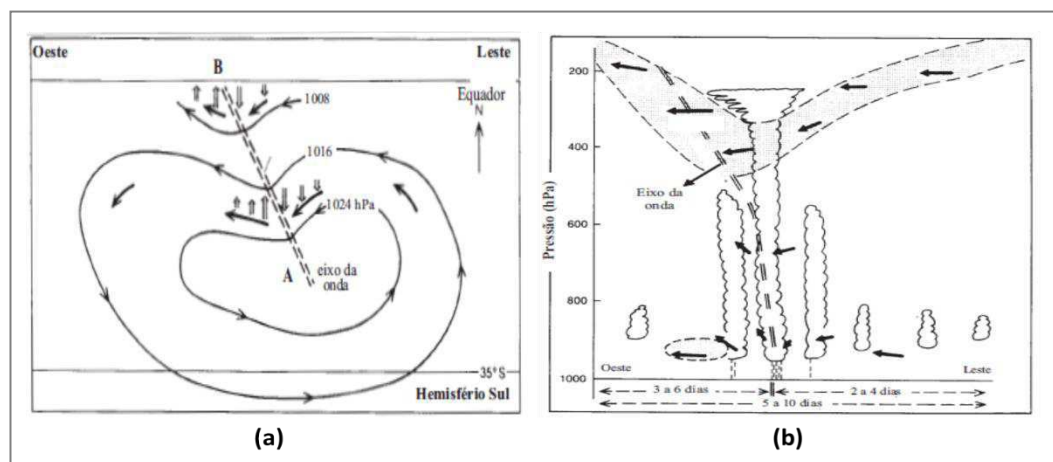 Oeste
Leste
B
Equador
N
1008
1016
1024 hPa
A
eixo da
onda
35° S
Hemisfério Sul
(a)
Pressão (hPa)
200
400
600
800
1000
Eixo da
onda
Oeste
Leste
3 a 6 dias
2 a 4 dias
5 a 10 dias
(b)